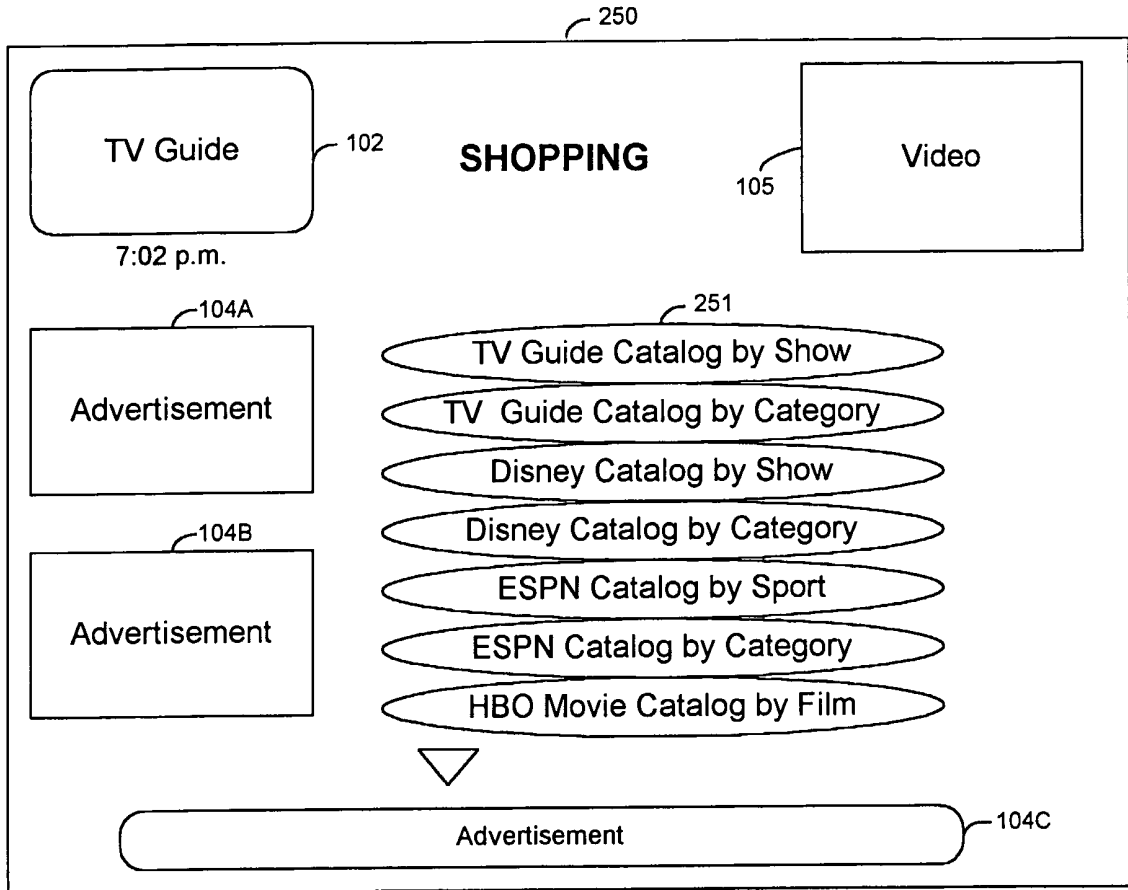 250
TV Guide
102
SHOPPING
105
Video
7:02 p.m.
104A
Advertisement
251
TV Guide Catalog by Show
TV Guide Catalog by Category
Disney Catalog by Show
Disney Catalog by Category
ESPN Catalog by Sport
ESPN Catalog by Category
HBO Movie Catalog by Film
104B
Advertisement
Advertisement
104C